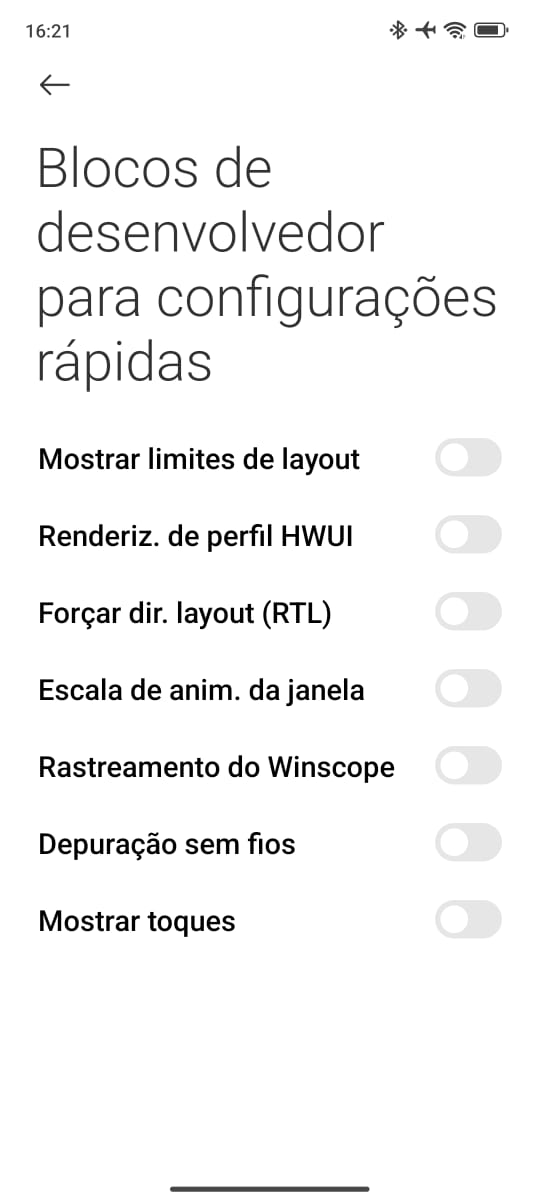 16:21
Blocos de
desenvolvedor
para configurações
rápidas
Mostrar limites de layout
Renderiz. de perfil HWUI
Forçar dir. layout (RTL)
Escala de anim. da janela
Rastreamento do Winscope
Depuração sem fios
Mostrar toques